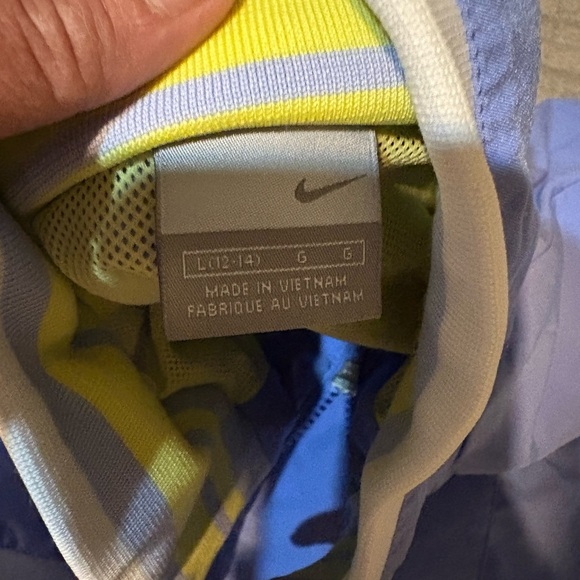 L(12-14) G G
MADE IN VIETNAM
FABRIQUE AU VIETNAM